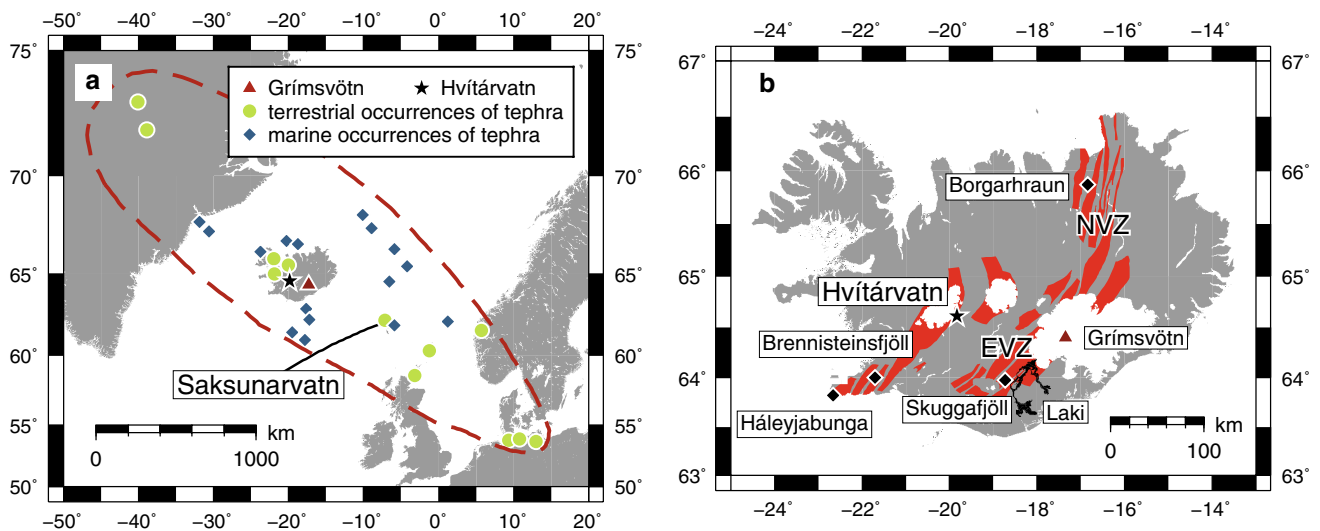 −50° −40° −30° −20° −10° 0° 10° 20°
75° 75°
a
Grímsvötn Hvítárvatn
terrestrial occurrences of tephra
marine occurrences of tephra
70° 70°
65° 65°
60° 60°
Saksunarvatn
55° 55°
km
0 1000
50° 50°
−50° −40° −30° −20° −10° 0° 10° 20°
−24 −22 −20 −18 −16 −14
67° 67°
b
66° 66°
Borgarhraun
NVZ
65° 65°
Hvítárvatn
Brennisteinsfjöll EVZ Grímsvötn
64° 64°
Háleyjabunga Skuggafjöll Laki
km
0 100
63° 63°
−24 −22 −20 −18 −16 −14